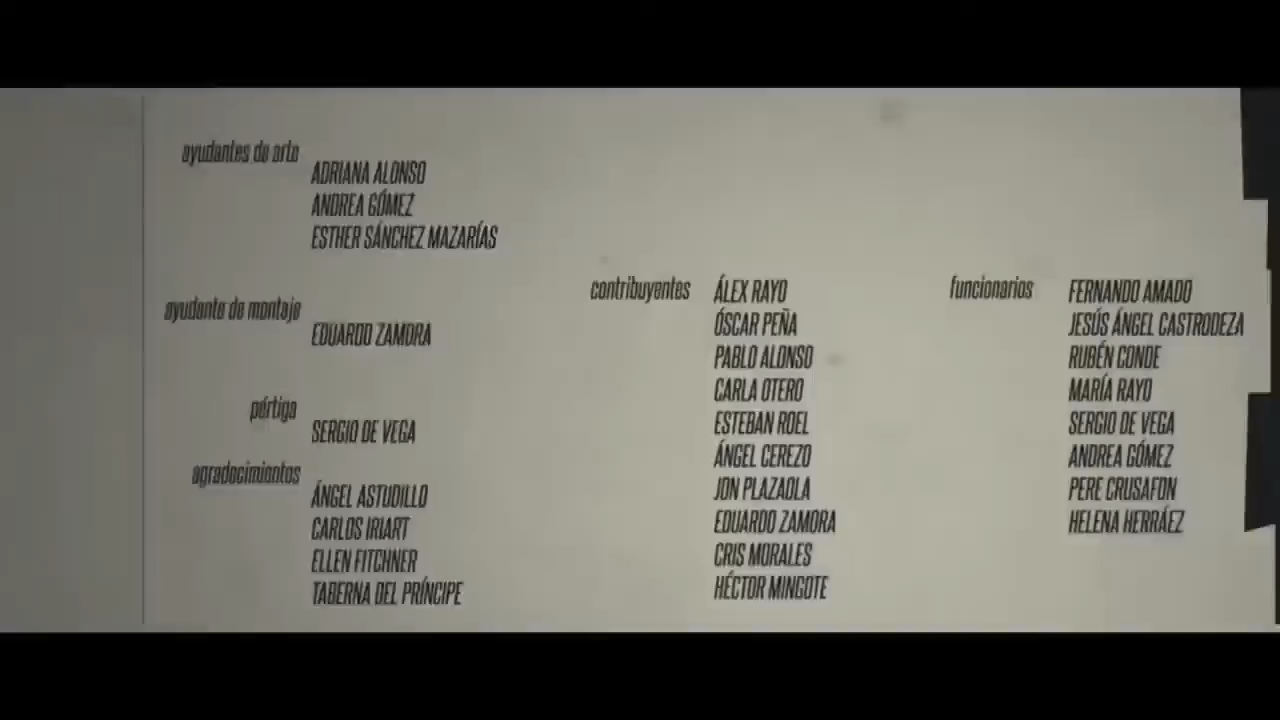 ayudantes de arte
ADRIANA ALONSO
ANDREA GÓMEZ
ESTHER SÁNCHEZ MAZARÍAS
ayudante de montaje
EDUARDO ZAMORA
pértiga
SERGIO DE VEGA
agradecimientos
ÁNGEL ASTUDILLO
CARLOS IRIART
ELLEN FITCHNER
TABERNA DEL PRÍNCIPE
contribuyentes
ÁLEX RAYO
ÓSCAR PEÑA
PABLO ALONSO
CARLA OTERO
ESTEBAN ROEL
ÁNGEL CEREZO
JON PLAZAOLA
EDUARDO ZAMORA
CRIS MORALES
HÉCTOR MINGOTE
funcionarios
FERNANDO AMADO
JESÚS ÁNGEL CASTRODEZA
RUBÉN CONDE
MARÍA RAYO
SERGIO DE VEGA
ANDREA GÓMEZ
PERE CRUSAFON
HELENA HERRÁEZ